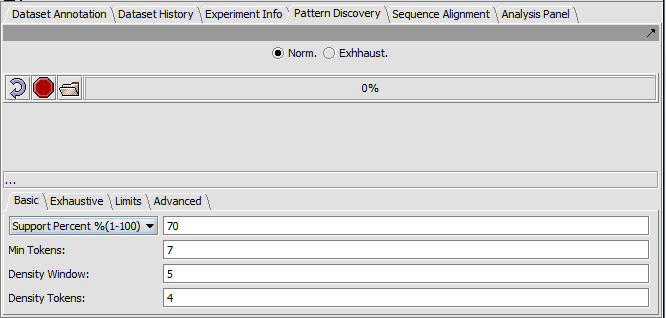 Dataset Annotation Dataset History Experiment Info Pattern Discovery Sequence Alignment Analysis Panel
Norm. Exhhaust.
0%
...
Basic Exhaustive Limits Advanced
Support Percent %(1-100) 70
Min Tokens: 7
Density Window: 5
Density Tokens: 4